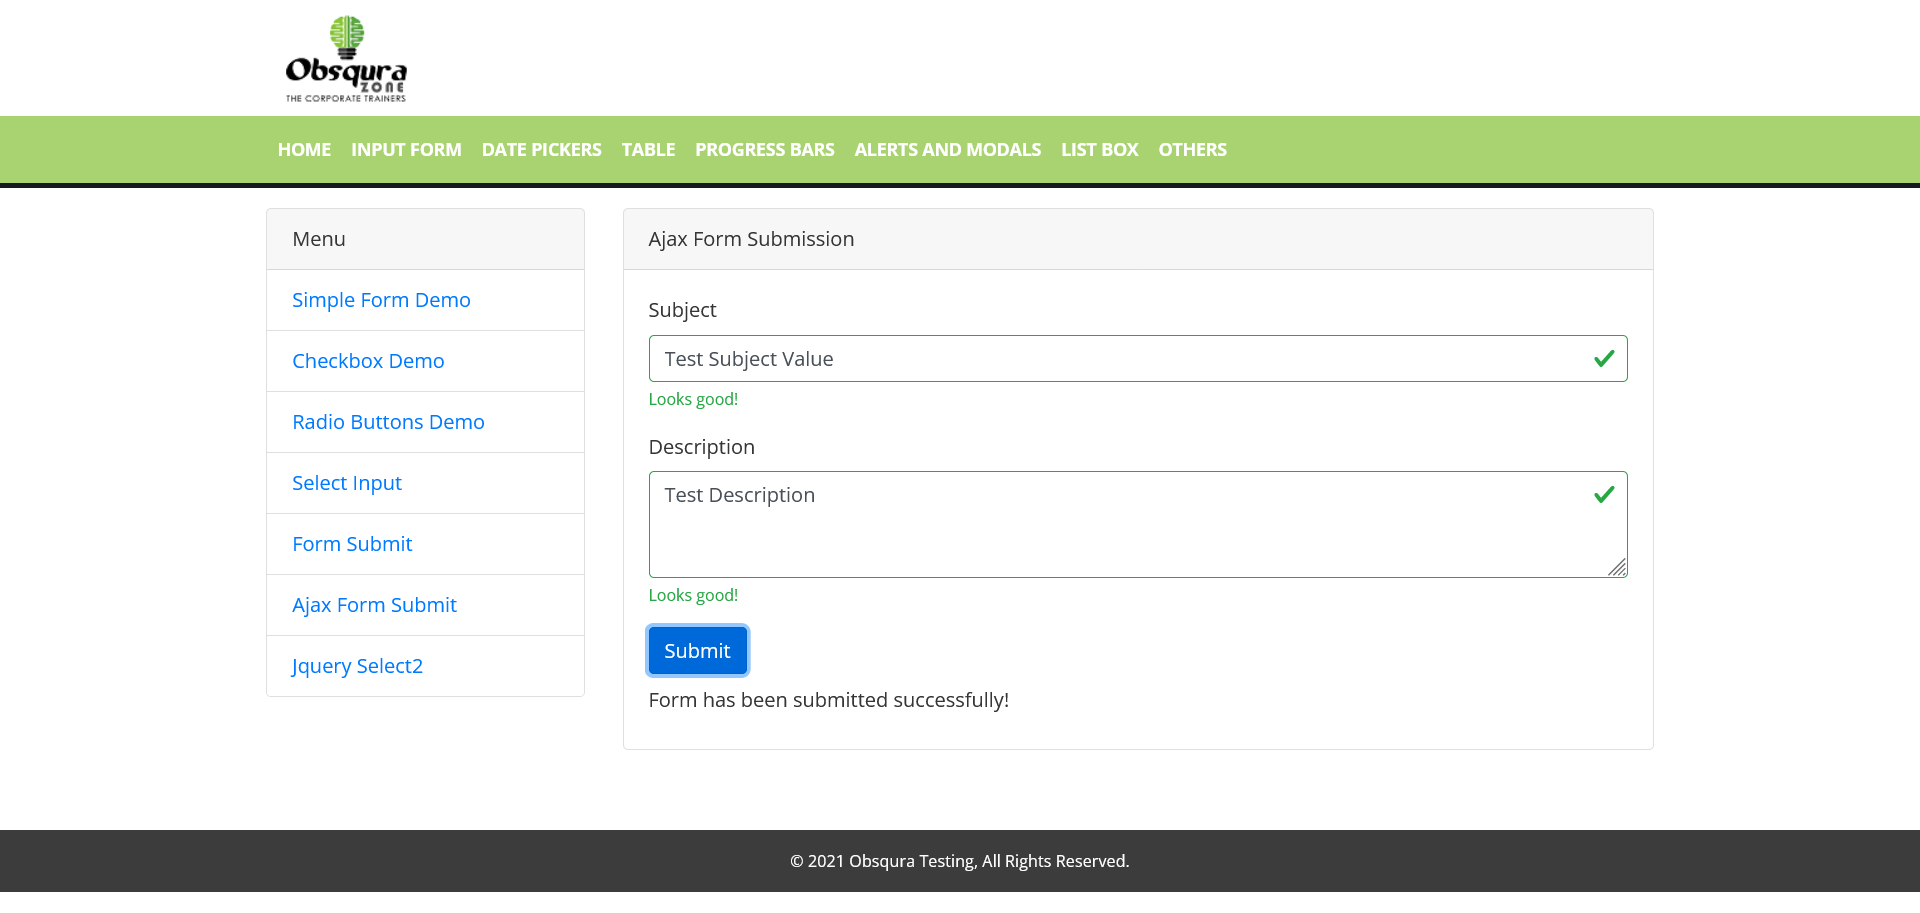 Obsqura
ZONE
THE CORPORATE TRAINERS
HOME INPUT FORM DATE PICKERS TABLE PROGRESS BARS ALERTS AND MODALS LIST BOX OTHERS
Menu
Simple Form Demo
Checkbox Demo
Radio Buttons Demo
Select Input
Form Submit
Ajax Form Submit
Jquery Select2
Ajax Form Submission
Subject
Test Subject Value
Looks good!
Description
Test Description
Looks good!
Submit
Form has been submitted successfully!
© 2021 Obsqura Testing, All Rights Reserved.